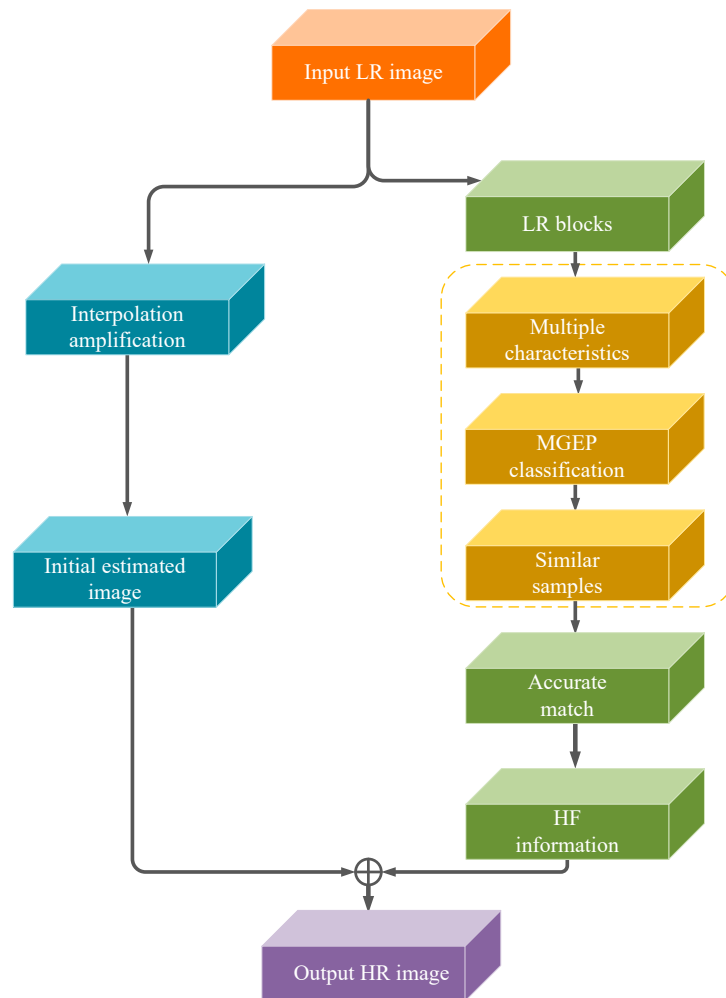 Input LR image
LR blocks
Interpolation
amplification
Multiple
characteristics
MGEP
classification
Initial estimated
image
Similar
samples
Accurate
match
HF
information
Output HR image